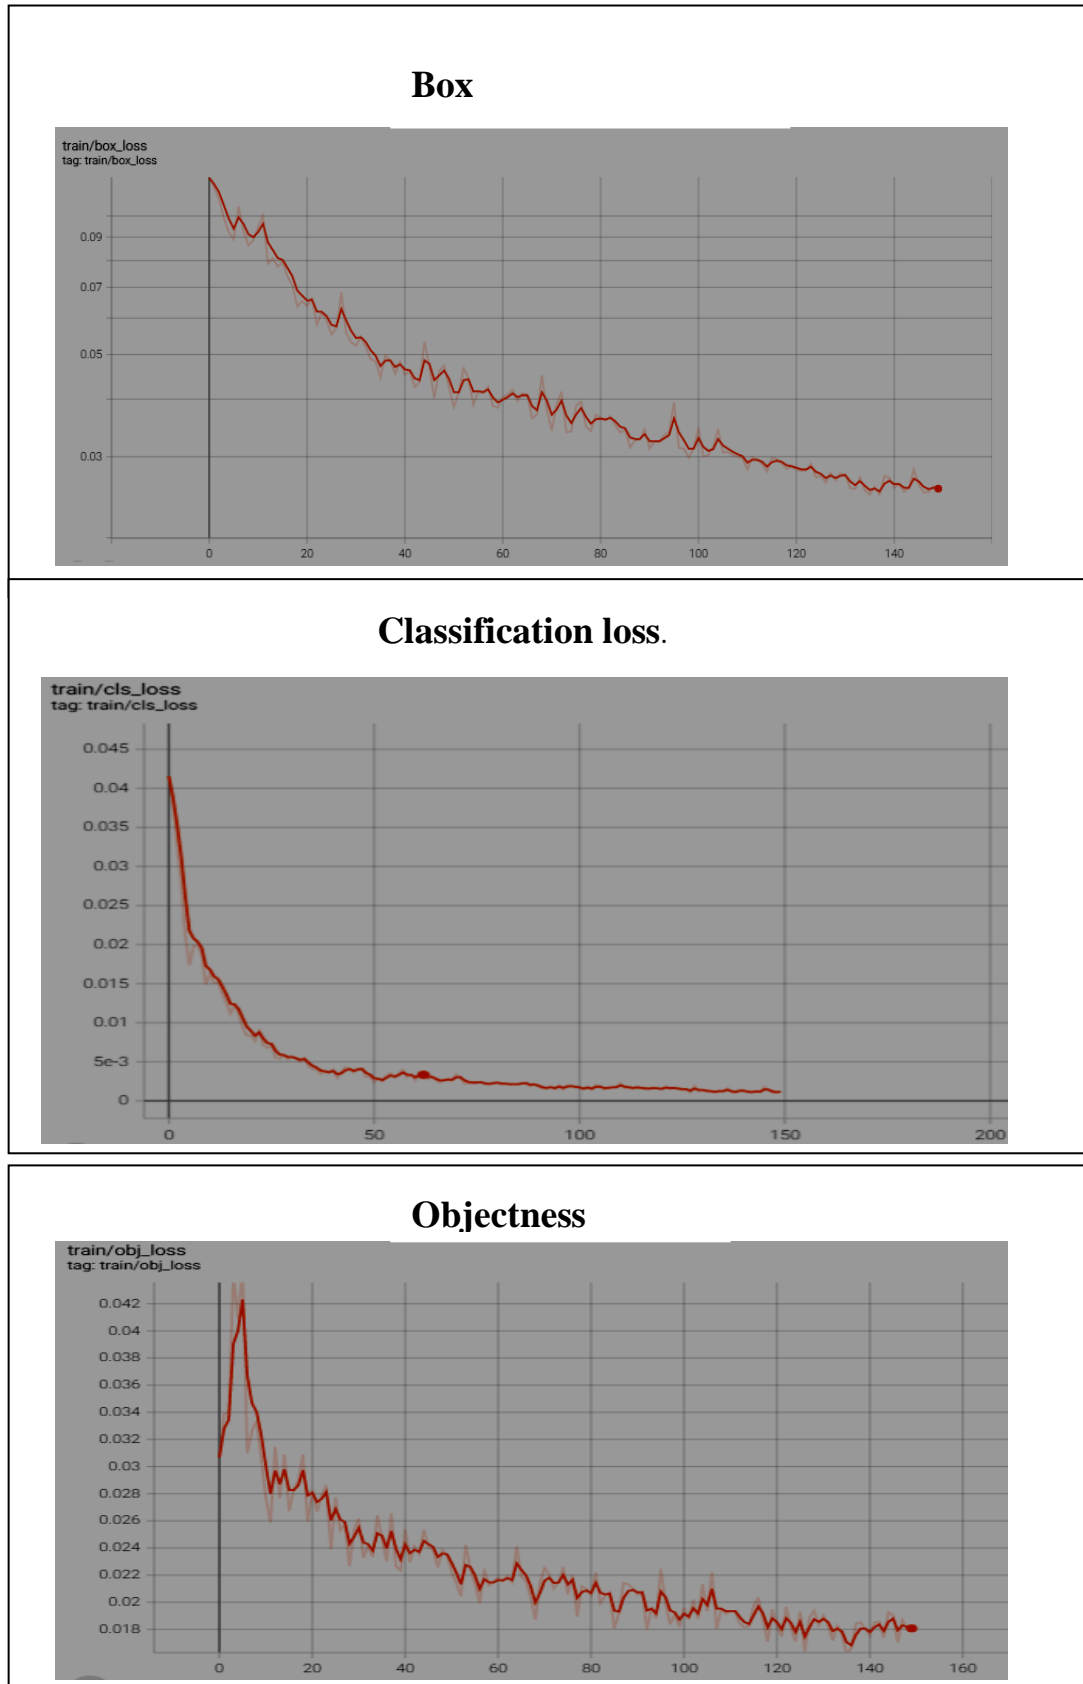 Box
train/box_loss
tag: train/box_loss
0.09
0.07
0.05
0.03
0 20 40 60 80 100 120 140
Classification loss.
train/cls_loss
tag: train/cls_loss
0.045
0.04
0.035
0.03
0.025
0.02
0.015
0.01
5e-3
0
0 50 100 150 200
Objectness
train/obj_loss
tag: train/obj_loss
0.042
0.04
0.038
0.036
0.034
0.032
0.03
0.028
0.026
0.024
0.022
0.02
0.018
0 20 40 60 80 100 120 140 160